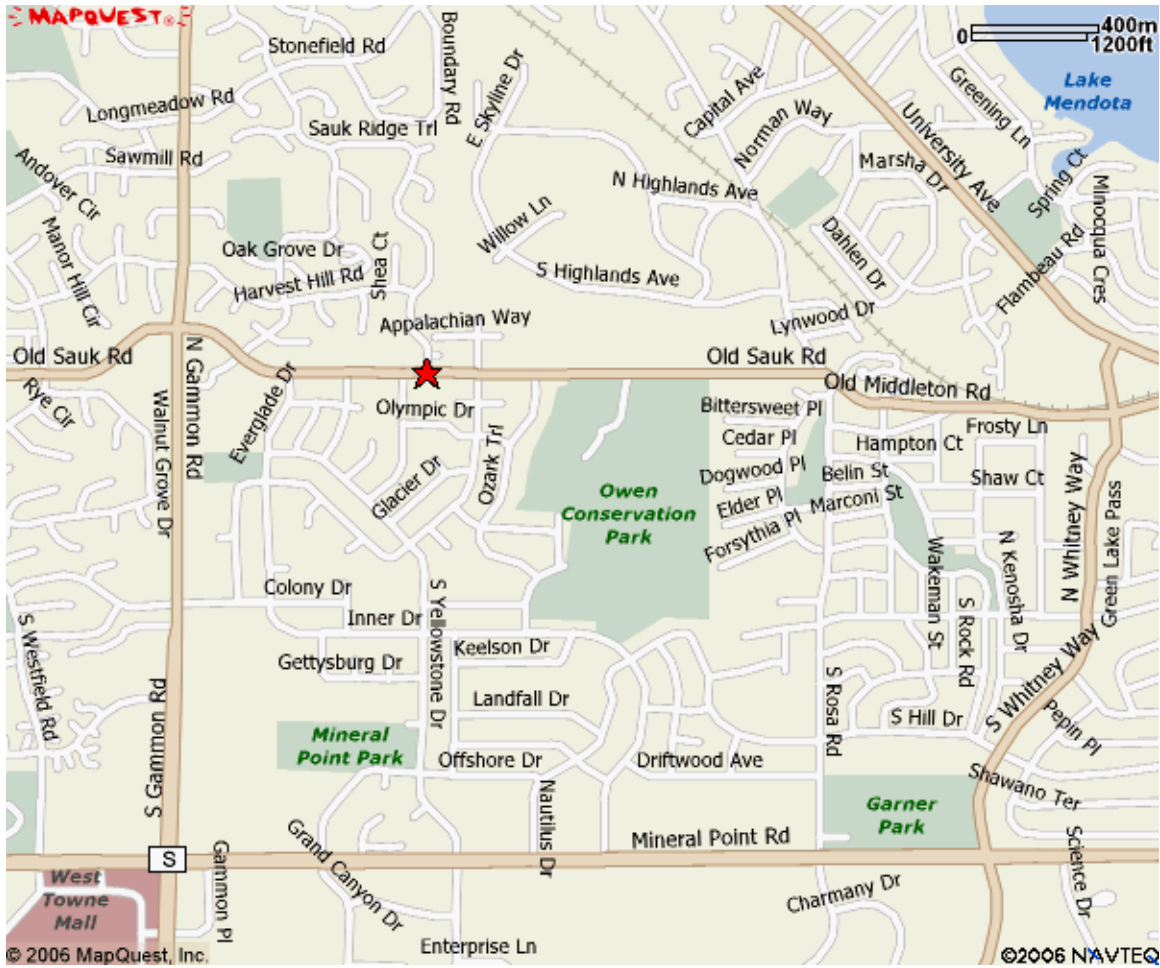 MAPQUEST®
0 400m
1200ft
Stonefield Rd
Boundary Rd
E Skyline Dr
Capital Ave
Greening Ln
Lake
Mendota
Longmeadow Rd
Sauk Ridge Trl
Norman Way
University Ave
Andover Cir
Sawmill Rd
N Highlands Ave
Marsha Dr
Spring Ct
Minocqua Cres
Manor Hill Cir
Oak Grove Dr
Shea Ct
Willow Ln
Dahlen Dr
Flambeau Rd
Harvest Hill Rd
S Highlands Ave
Appalachian Way
Lynwood Dr
Old Sauk Rd
N Gammon Rd
Old Sauk Rd
Rye Cir
Everglade Dr
Old Middleton Rd
Walnut Grove Dr
Olympic Dr
Bittersweet Pl
Frosty Ln
Cedar Pl
Hampton Ct
Glacier Dr
Ozark Trl
Dogwood Pl
Belin St
Shaw Ct
N Whitney Way
Owen
Conservation
Park
Elder Pl
Marconi St
Forsythia Pl
Green Lake Pass
Wakeman St
N Kenosha Dr
Colony Dr
S Yellowstone Dr
Inner Dr
S Rock Rd
S Westfield Rd
Keelson Dr
Gettysburg Dr
S Whitney Way
S Gammon Rd
Landfall Dr
S Rosa Rd
S Hill Dr
Pepin Pl
Mineral
Point Park
Offshore Dr
Driftwood Ave
Shawano Ter
Nautilus Dr
Garner
Park
Mineral Point Rd
Science Dr
S
Grand Canyon Dr
Gammon Pl
West
Towne
Mall
Charmany Dr
Enterprise Ln
© 2006 MapQuest, Inc.
©2006 NAVTEQ